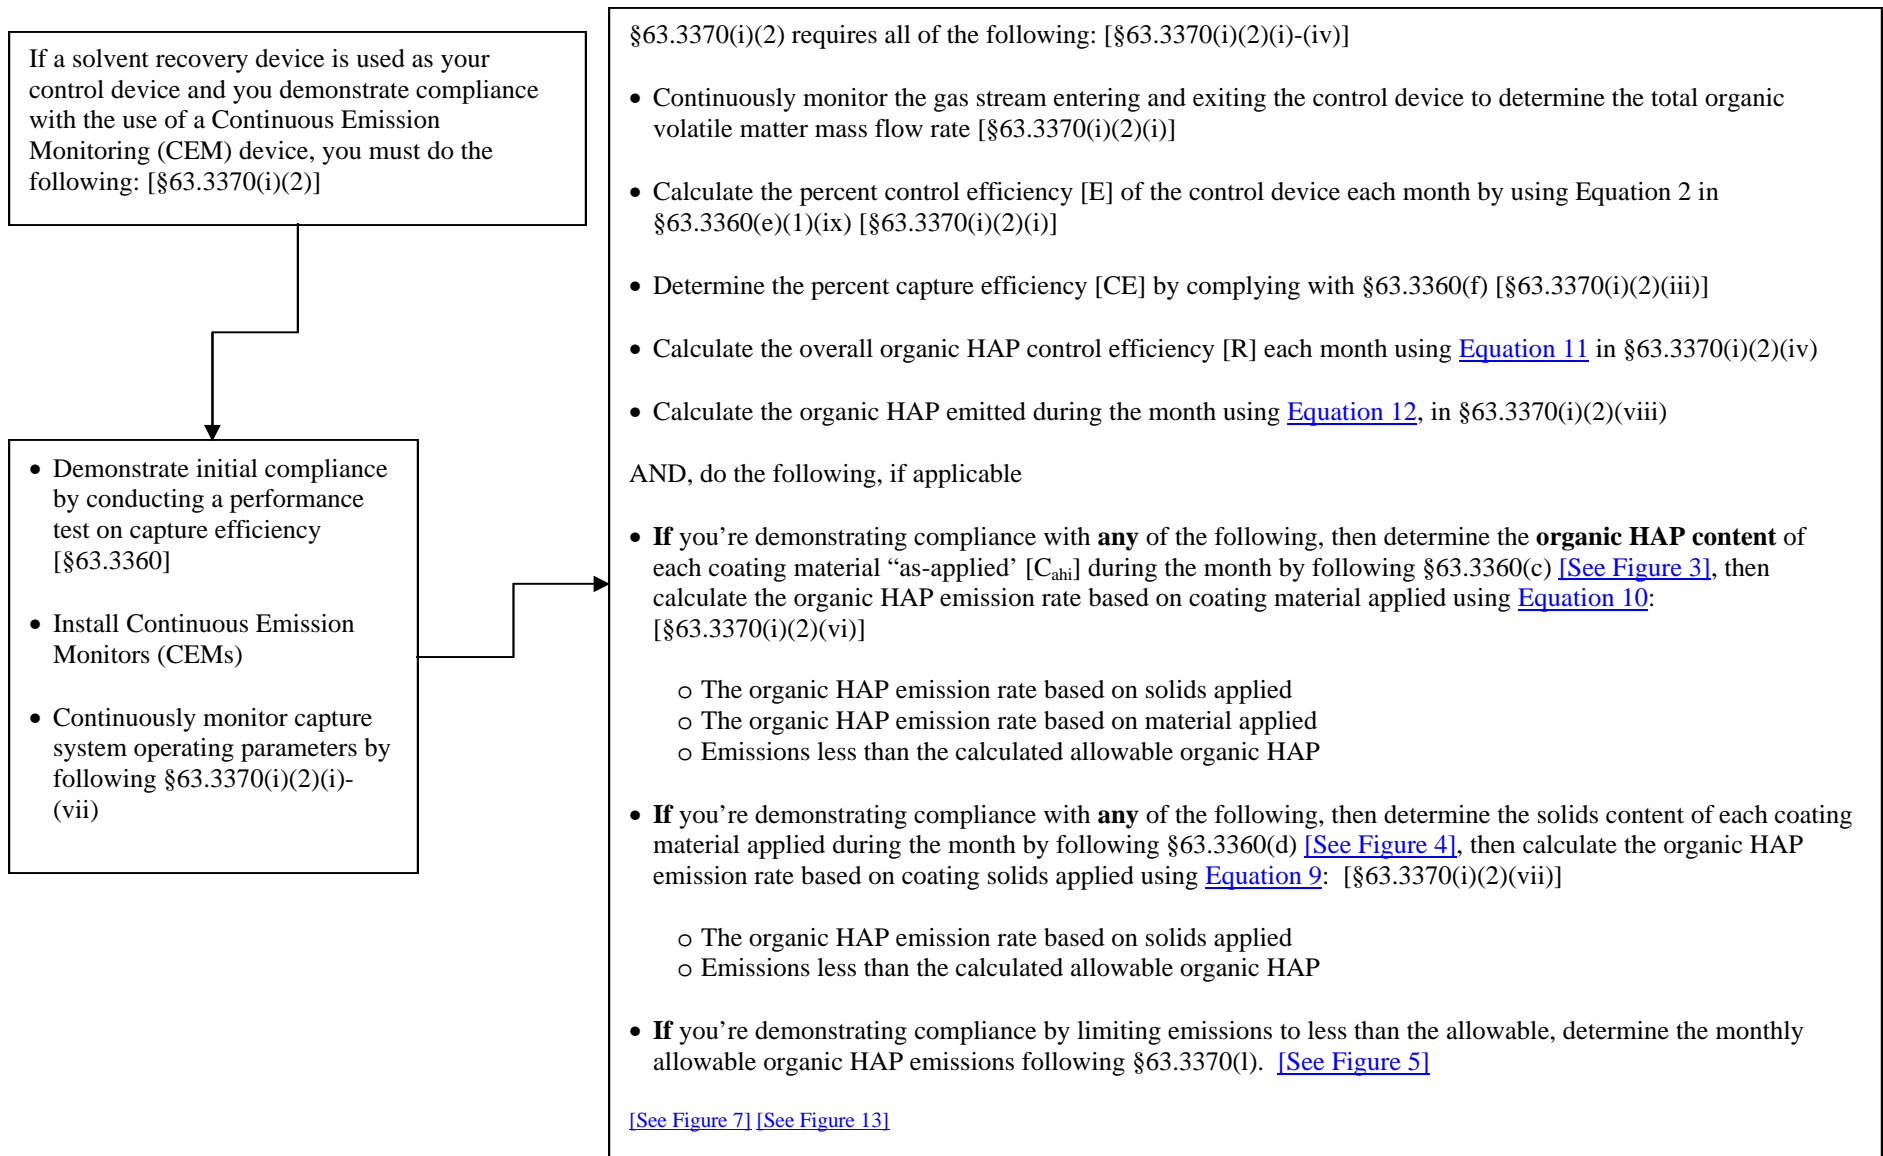 If a solvent recovery device is used as your
control device and you demonstrate compliance
with the use of a Continuous Emission
Monitoring (CEM) device, you must do the
following: [§63.3370(i)(2)]
• Demonstrate initial compliance
by conducting a performance
test on capture efficiency
[§63.3360]
• Install Continuous Emission
Monitors (CEMs)
• Continuously monitor capture
system operating parameters by
following §63.3370(i)(2)(i)-
(vii)
§63.3370(i)(2) requires all of the following: [§63.3370(i)(2)(i)-(iv)]
• Continuously monitor the gas stream entering and exiting the control device to determine the total organic
volatile matter mass flow rate [§63.3370(i)(2)(i)]
• Calculate the percent control efficiency [E] of the control device each month by using Equation 2 in
§63.3360(e)(1)(ix) [§63.3370(i)(2)(i)]
• Determine the percent capture efficiency [CE] by complying with §63.3360(f) [§63.3370(i)(2)(iii)]
• Calculate the overall organic HAP control efficiency [R] each month using Equation 11 in §63.3370(i)(2)(iv)
• Calculate the organic HAP emitted during the month using Equation 12, in §63.3370(i)(2)(viii)
AND, do the following, if applicable
• If you're demonstrating compliance with any of the following, then determine the organic HAP content of
each coating material “as-applied’ [Cahi] during the month by following §63.3360(c) [See Figure 3], then
calculate the organic HAP emission rate based on coating material applied using Equation 10:
[§63.3370(i)(2)(vi)]
o The organic HAP emission rate based on solids applied
o The organic HAP emission rate based on material applied
o Emissions less than the calculated allowable organic HAP
• If you're demonstrating compliance with any of the following, then determine the solids content of each coating
material applied during the month by following §63.3360(d) [See Figure 4], then calculate the organic HAP
emission rate based on coating solids applied using Equation 9: [§63.3370(i)(2)(vii)]
o The organic HAP emission rate based on solids applied
o Emissions less than the calculated allowable organic HAP
• If you're demonstrating compliance by limiting emissions to less than the allowable, determine the monthly
allowable organic HAP emissions following §63.3370(l). [See Figure 5]
[See Figure 7] [See Figure 13]